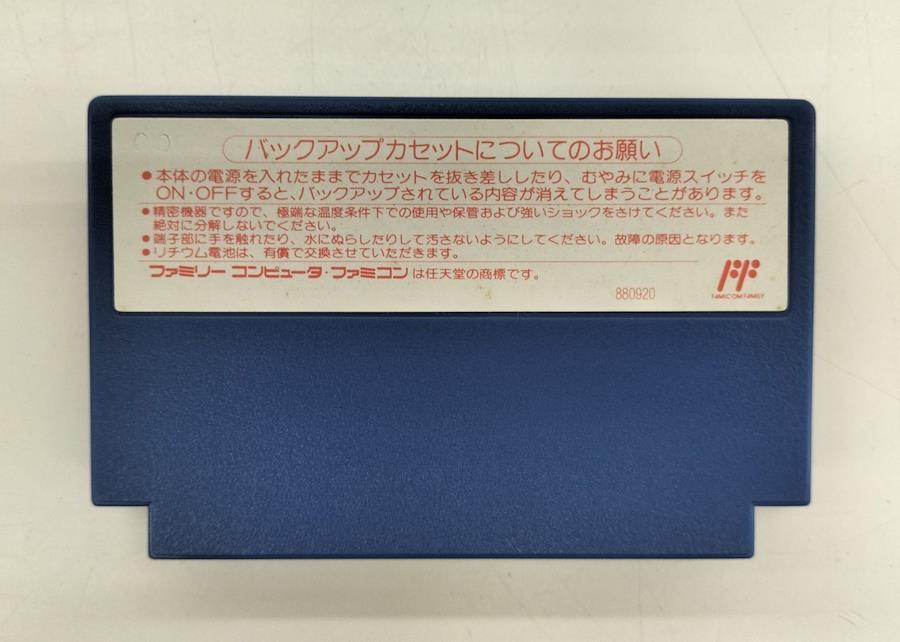 バックアップカセットについてのお願い
●本体の電源を入れたままでカセットを抜き差ししたり、むやみに電源スイッチを
ON・OFFすると、バックアップされている内容が消えてしまうことがあります。
●精密機器ですので、極端な温度条件下での使用や保管および強いショックをさけてください。また
絶対に分解しないでください。
●端子部に手を触れたり、水にぬらしたりして汚さないようにしてください。故障の原因となります。
●リチウム電池は、有償で交換させていただきます。
ファミリーコンピュータ・ファミコンは任天堂の商標です。
880920
FAMICOM FAMILY